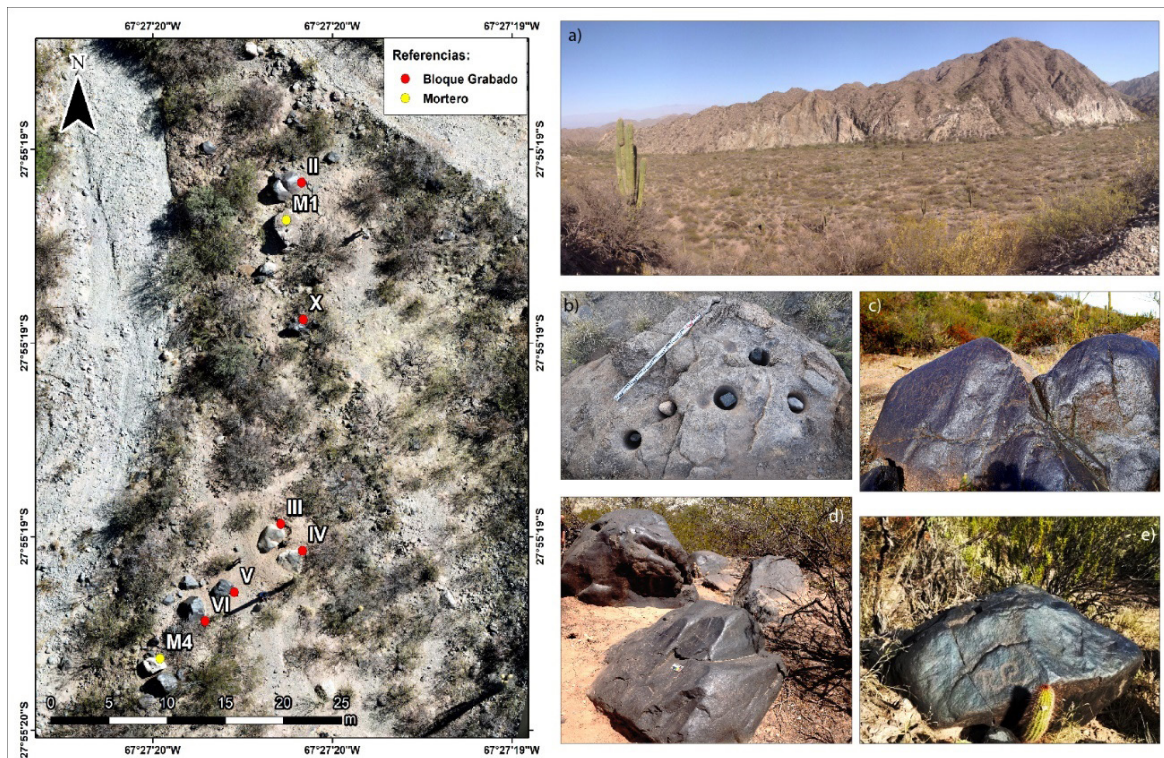 67°27'20"W
67°27'20"W
67°27'19"W
N
Referencias:
Bloque Grabado
Mortero
27°55'19"S
27°55'19"S
II
M1
X
27°55'19"S
27°55'19"S
III
27°55'19"S
27°55'19"S
IV
V
VI
M4
0 5 10 15 20 25
m
27°55'20"S
27°55'20"S
67°27'20"W
67°27'20"W
67°27'19"W
a)
b)
c)
d)
e)